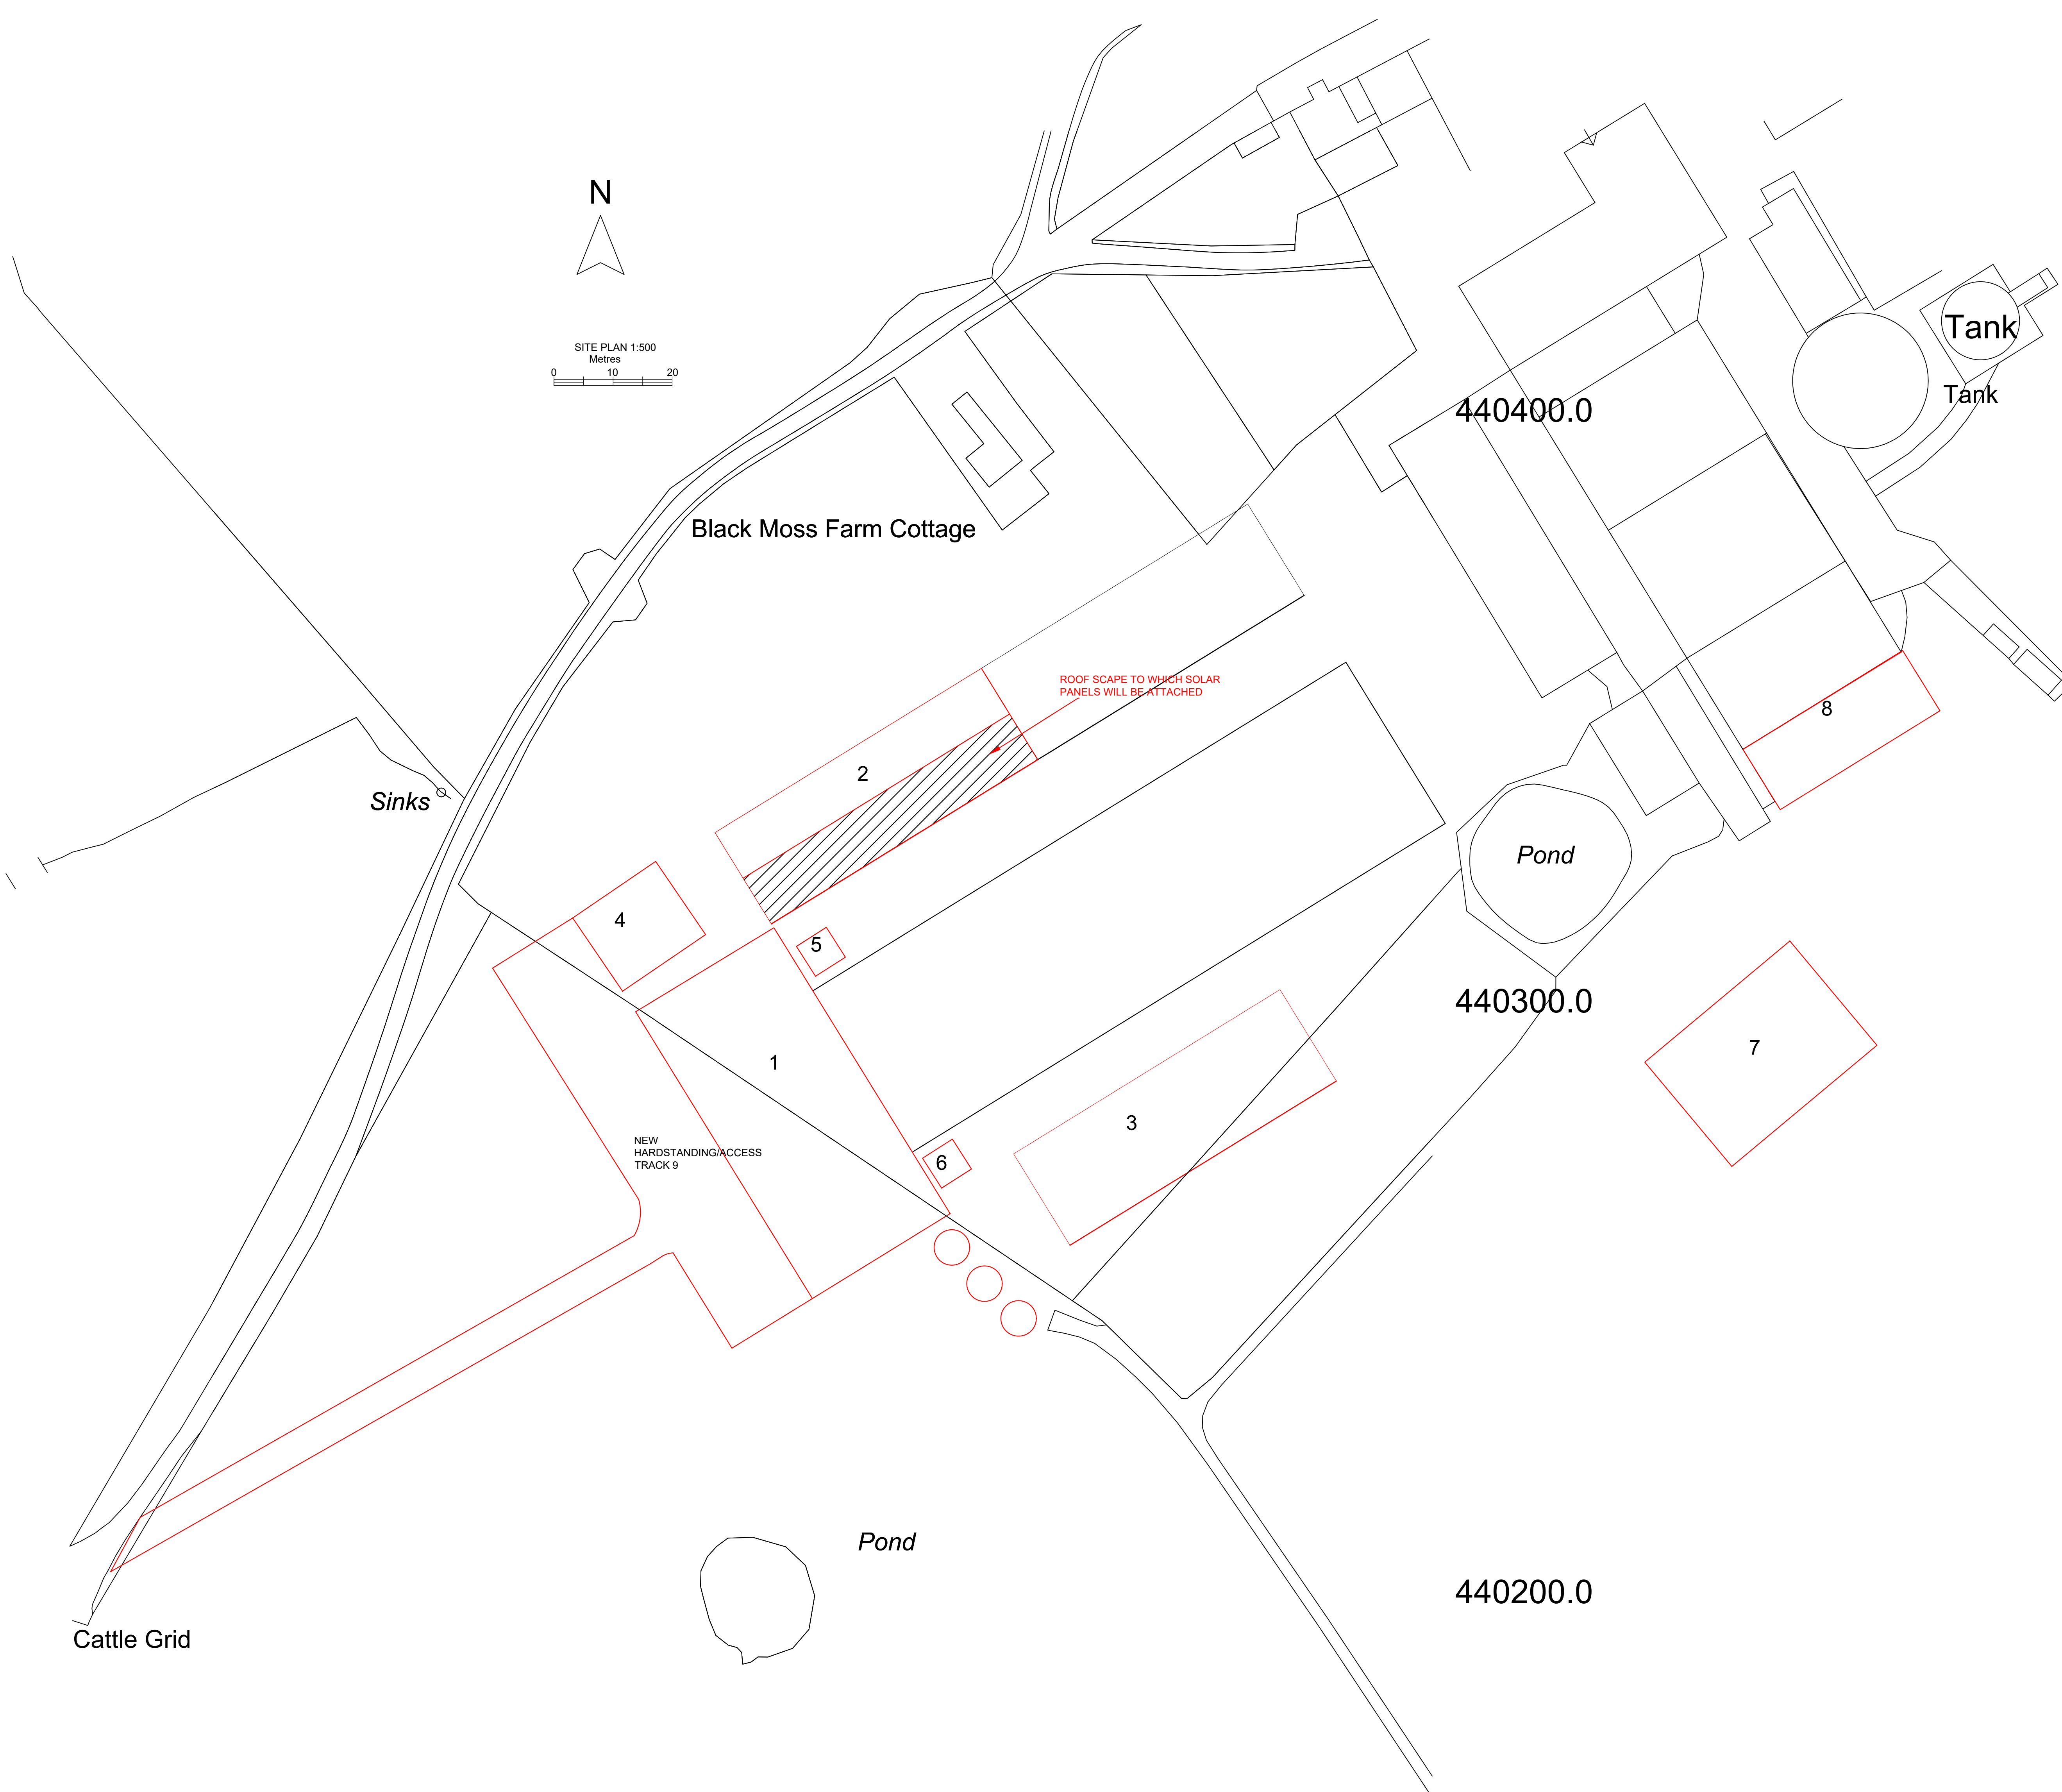 N
SITE PLAN 1:500
Metres
0 10 20
Tank
Tank
440400.0
Black Moss Farm Cottage
ROOF SCAPE TO WHICH SOLAR
PANELS WILL BE ATTACHED
8
2
Sinks
Pond
4
5
440300.0
7
1
3
NEW
HARDSTANDING/ACCESS
TRACK 9
6
Pond
440200.0
Cattle Grid